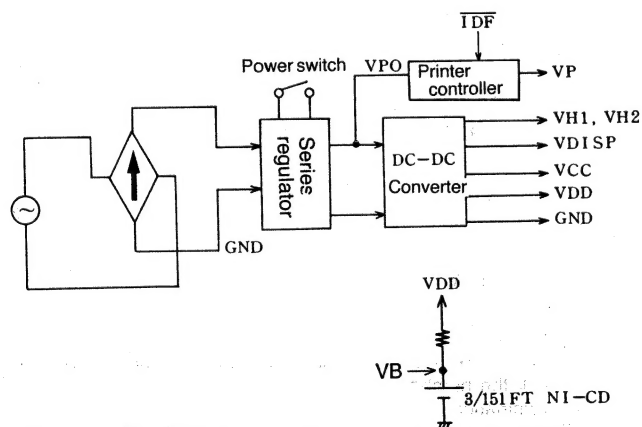 IDF
Power switch
VPO
Printer controller
VP
VH1, VH2
VDISP
Series regulator
DC-DC Converter
VCC
VDD
GND
GND
VDD
VB
3/151FT NI-CD